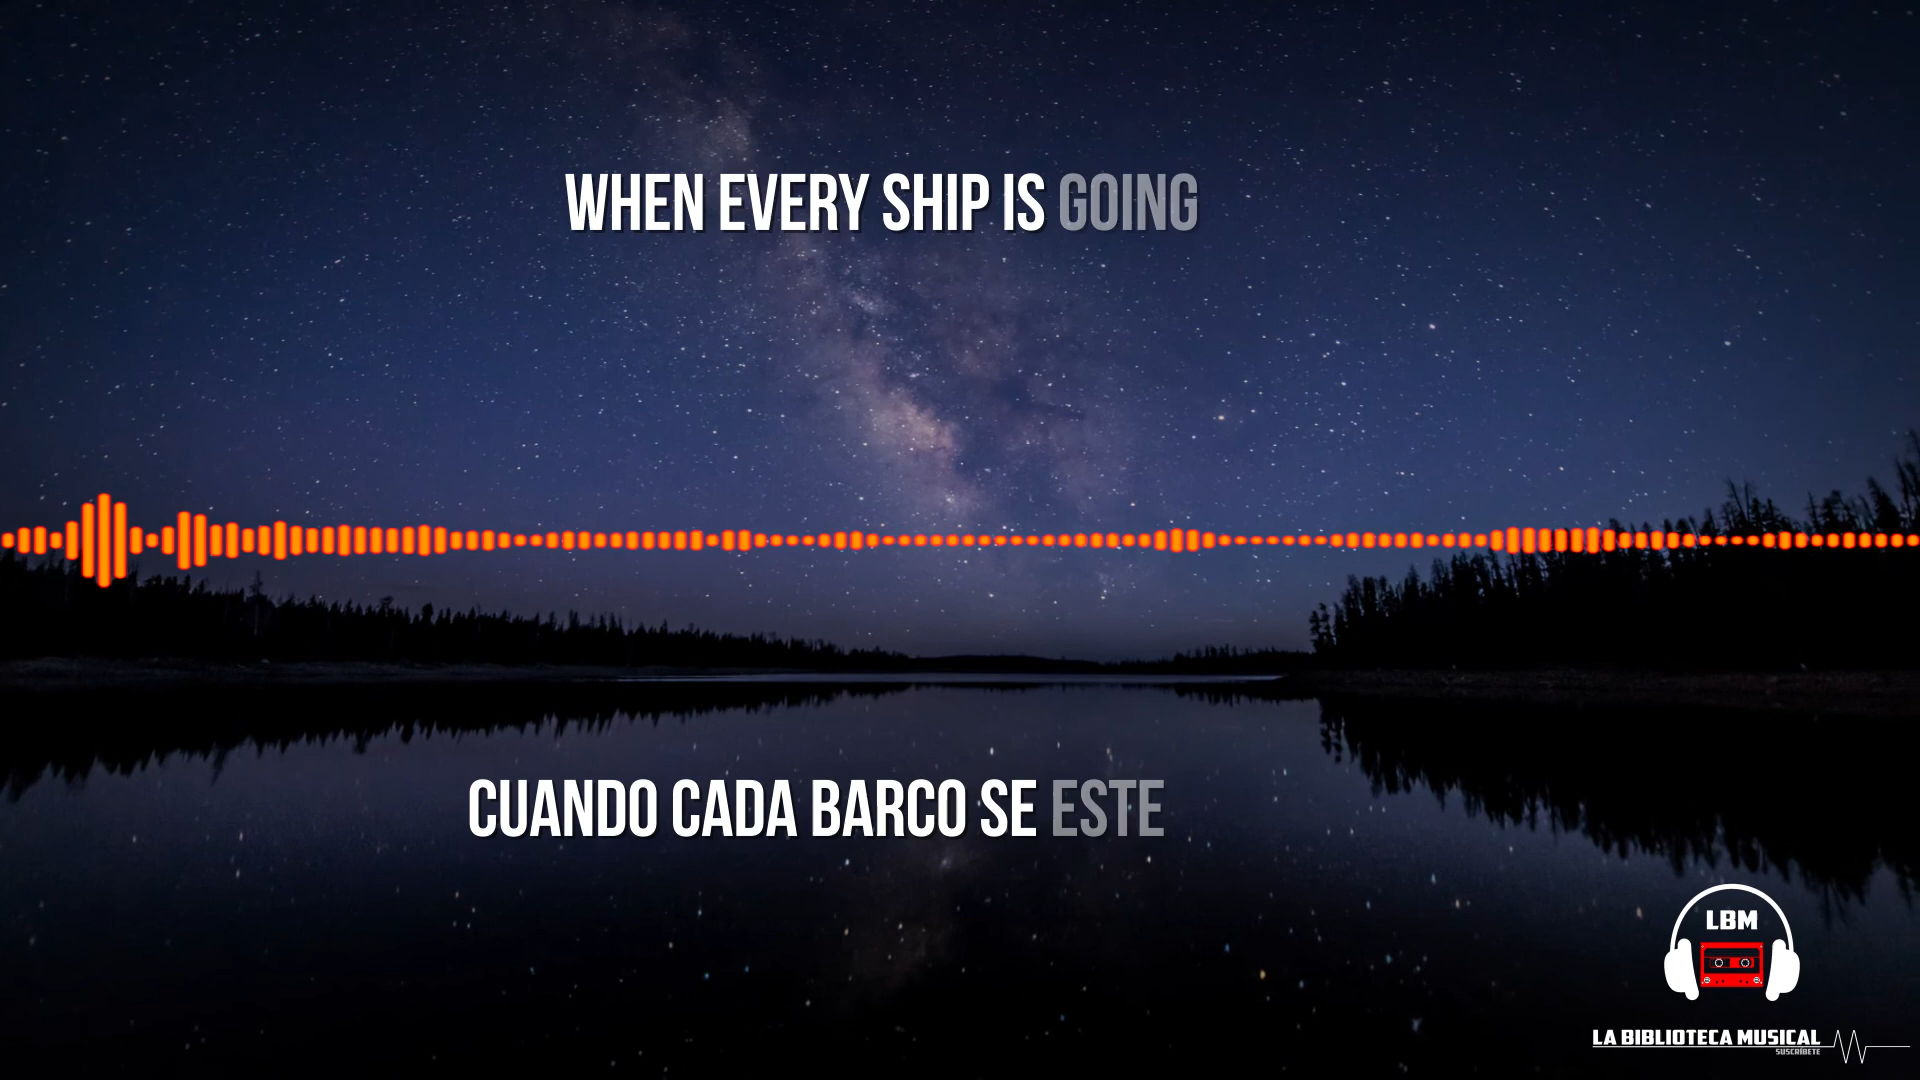 WHEN EVERY SHIP IS GOING
CUANDO CADA BARCO SE ESTE
LBM
LA BIBLIOTECA MUSICAL
SUSCRÍBETE